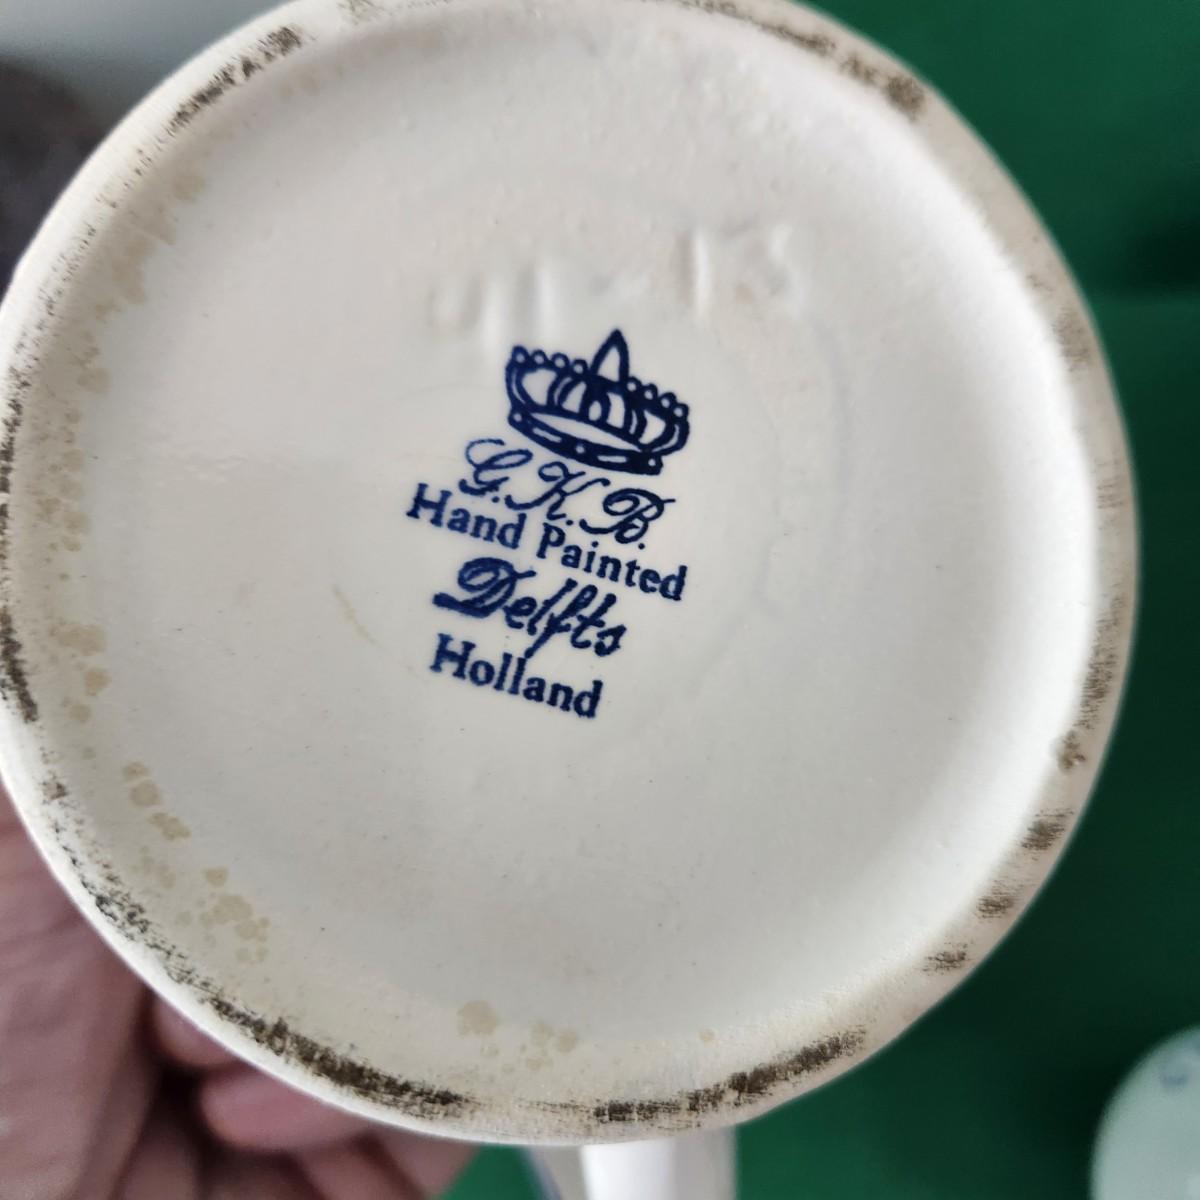 G.K.B.
Hand Painted
Delfts
Holland